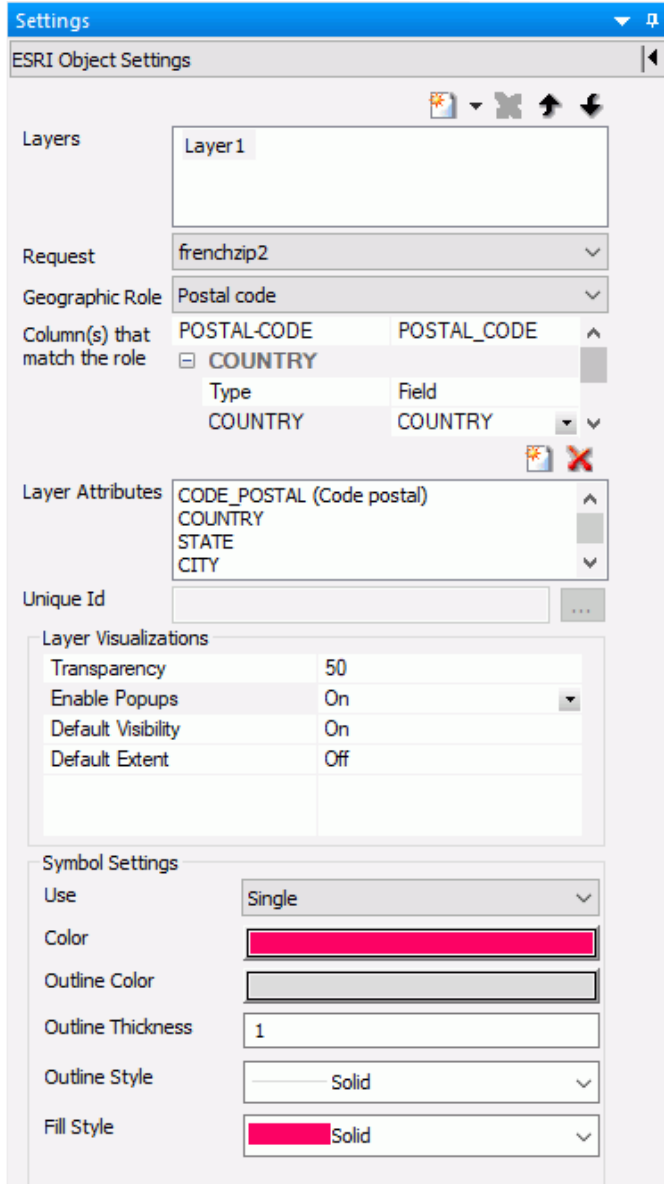 Settings
ESRI Object Settings
Layers
Layer1
Request
frenchzip2
Geographic Role
Postal code
Column(s) that
match the role
POSTAL-CODE POSTAL_CODE
COUNTRY
Type Field
COUNTRY COUNTRY
Layer Attributes
CODE_POSTAL (Code postal)
COUNTRY
STATE
CITY
Unique Id
...
Layer Visualizations
Transparency 50
Enable Popups On
Default Visibility On
Default Extent Off
Symbol Settings
Use Single
Color
Outline Color
Outline Thickness 1
Outline Style Solid
Fill Style Solid